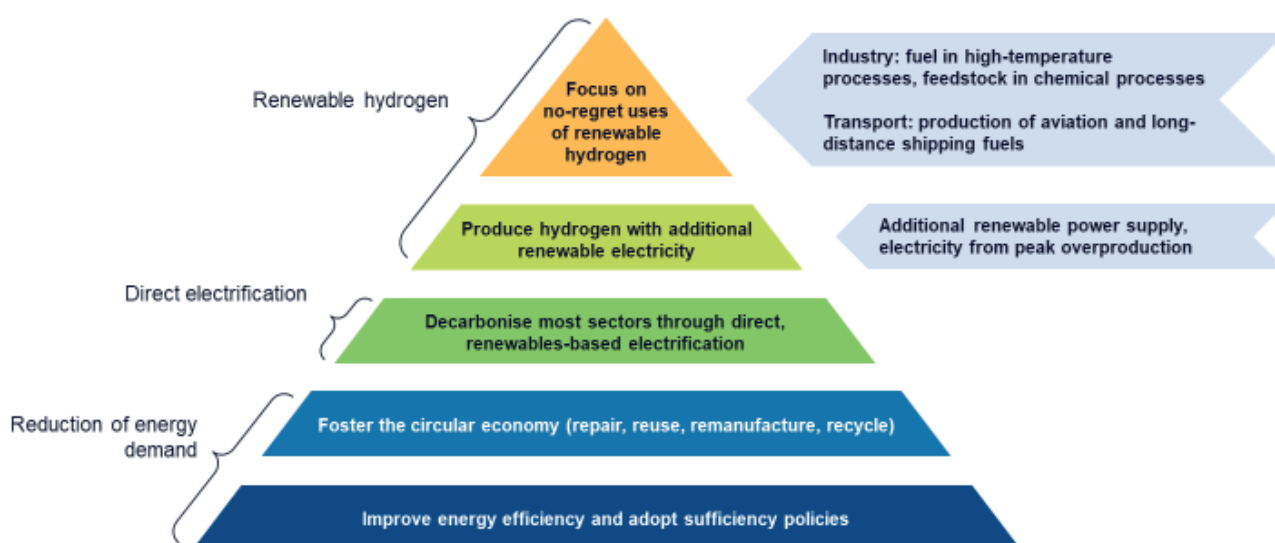 Renewable hydrogen
Focus on
no-regret uses
of renewable
hydrogen
Industry: fuel in high-temperature
processes, feedstock in chemical processes
Transport: production of aviation and long-
distance shipping fuels
Produce hydrogen with additional
renewable electricity
Additional renewable power supply,
electricity from peak overproduction
Direct electrification
Decarbonise most sectors through direct,
renewables-based electrification
Reduction of energy
demand
Foster the circular economy (repair, reuse, remanufacture, recycle)
Improve energy efficiency and adopt sufficiency policies